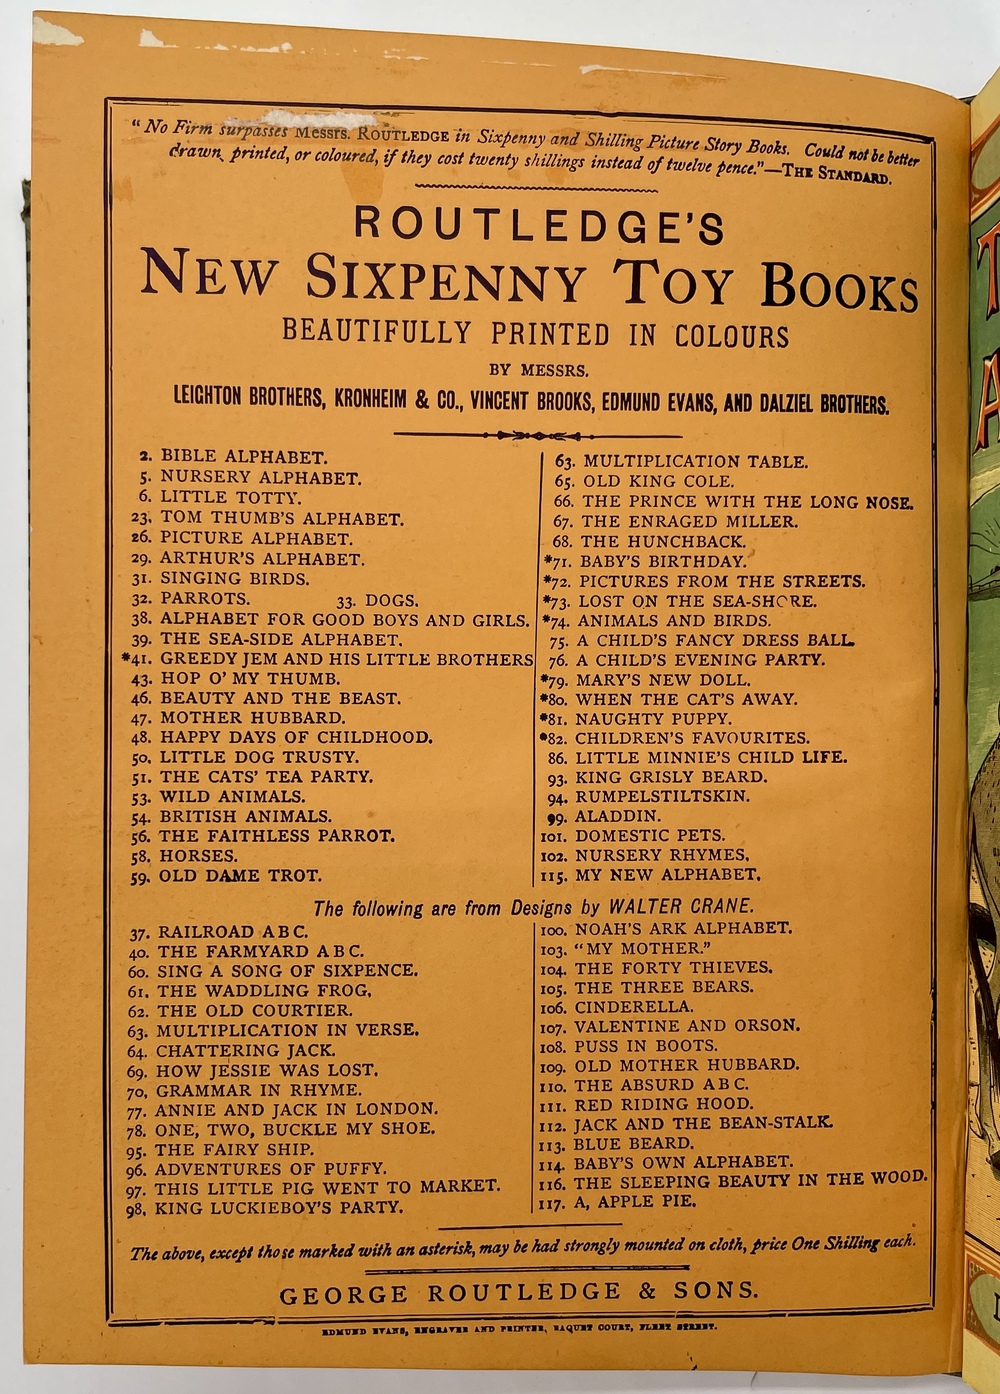 "No Firm surpasses Messrs. ROUTLEDGE in Sixpenny and Shilling Picture Story Books. Could not be better
drawn, printed, or coloured, if they cost twenty shillings instead of twelve pence."—THE STANDARD.
ROUTLEDGE'S
NEW SIXPENNY TOY BOOKS
BEAUTIFULLY PRINTED IN COLOURS
BY MESSRS.
LEIGHTON BROTHERS, KRONHEIM & CO., VINCENT BROOKS, EDMUND EVANS, AND DALZIEL BROTHERS.
2. BIBLE ALPHABET.
5. NURSERY ALPHABET.
6. LITTLE TOTTY.
23. TOM THUMB'S ALPHABET.
26. PICTURE ALPHABET.
29. ARTHUR'S ALPHABET.
31. SINGING BIRDS.
32. PARROTS. 33. DOGS.
38. ALPHABET FOR GOOD BOYS AND GIRLS.
39. THE SEA-SIDE ALPHABET.
*41. GREEDY JEM AND HIS LITTLE BROTHERS
43. HOP O' MY THUMB.
46. BEAUTY AND THE BEAST.
47. MOTHER HUBBARD.
48. HAPPY DAYS OF CHILDHOOD.
50. LITTLE DOG TRUSTY.
51. THE CATS' TEA PARTY.
53. WILD ANIMALS.
54. BRITISH ANIMALS.
56. THE FAITHLESS PARROT.
58. HORSES.
59. OLD DAME TROT.
63. MULTIPLICATION TABLE.
65. OLD KING COLE.
66. THE PRINCE WITH THE LONG NOSE.
67. THE ENRAGED MILLER.
68. THE HUNCHBACK.
*71. BABY'S BIRTHDAY.
*72. PICTURES FROM THE STREETS.
*73. LOST ON THE SEA-SHORE.
*74. ANIMALS AND BIRDS.
75. A CHILD'S FANCY DRESS BALL.
76. A CHILD'S EVENING PARTY.
*79. MARY'S NEW DOLL.
*80. WHEN THE CAT'S AWAY.
*81. NAUGHTY PUPPY.
*82. CHILDREN'S FAVOURITES.
86. LITTLE MINNIE'S CHILD LIFE.
93. KING GRISLY BEARD.
94. RUMPELSTILTSKIN.
99. ALADDIN.
101. DOMESTIC PETS.
102. NURSERY RHYMES.
115. MY NEW ALPHABET.
The following are from Designs by WALTER CRANE.
37. RAILROAD A B C.
40. THE FARMYARD A B C.
60. SING A SONG OF SIXPENCE.
61. THE WADDLING FROG.
62. THE OLD COURTIER.
63. MULTIPLICATION IN VERSE.
64. CHATTERING JACK.
69. HOW JESSIE WAS LOST.
70. GRAMMAR IN RHYME.
77. ANNIE AND JACK IN LONDON.
78. ONE, TWO, BUCKLE MY SHOE.
95. THE FAIRY SHIP.
96. ADVENTURES OF PUFFY.
97. THIS LITTLE PIG WENT TO MARKET.
98. KING LUCKIEBOY'S PARTY.
100. NOAH'S ARK ALPHABET.
103. "MY MOTHER."
104. THE FORTY THIEVES.
105. THE THREE BEARS.
106. CINDERELLA.
107. VALENTINE AND ORSON.
108. PUSS IN BOOTS.
109. OLD MOTHER HUBBARD.
110. THE ABSURD A B C.
111. RED RIDING HOOD.
112. JACK AND THE BEAN-STALK.
113. BLUE BEARD.
114. BABY'S OWN ALPHABET.
116. THE SLEEPING BEAUTY IN THE WOOD.
117. A, APPLE PIE.
The above, except those marked with an asterisk, may be had strongly mounted on cloth, price One Shilling each.
GEORGE ROUTLEDGE & SONS.
EDMUND EVANS, ENGRAVER AND PRINTER, RAQUET COURT, FLEET STREET.